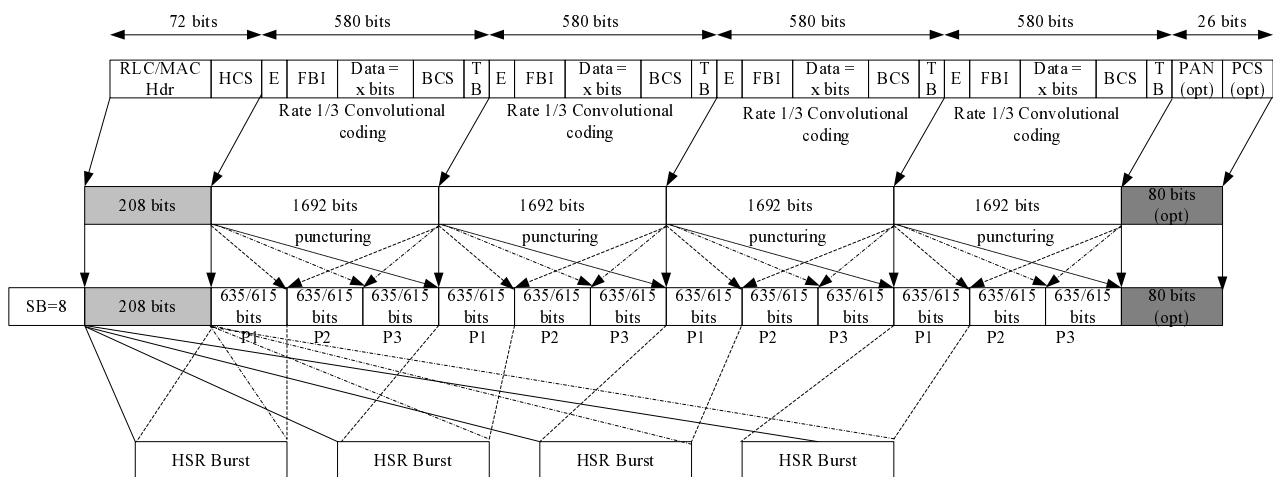 72 bits 580 bits 580 bits 580 bits 580 bits 26 bits
RLC/MAC Hdr HCS E FBI Data = x bits BCS T B E FBI Data = x bits BCS T B E FBI Data = x bits BCS T B E FBI Data = x bits BCS T B PAN (opt) PCS (opt)
Rate 1/3 Convolutional coding Rate 1/3 Convolutional coding Rate 1/3 Convolutional coding Rate 1/3 Convolutional coding
208 bits 1692 bits 1692 bits 1692 bits 1692 bits 80 bits (opt)
puncturing puncturing puncturing puncturing
SB=8 208 bits 635/615 bits 635/615 bits 635/615 bits 635/615 bits 635/615 bits 635/615 bits 635/615 bits 635/615 bits 635/615 bits 635/615 bits 635/615 bits 635/615 bits 80 bits (opt)
P1 P2 P3 P1 P2 P3 P1 P2 P3 P1 P2 P3
HSR Burst HSR Burst HSR Burst HSR Burst